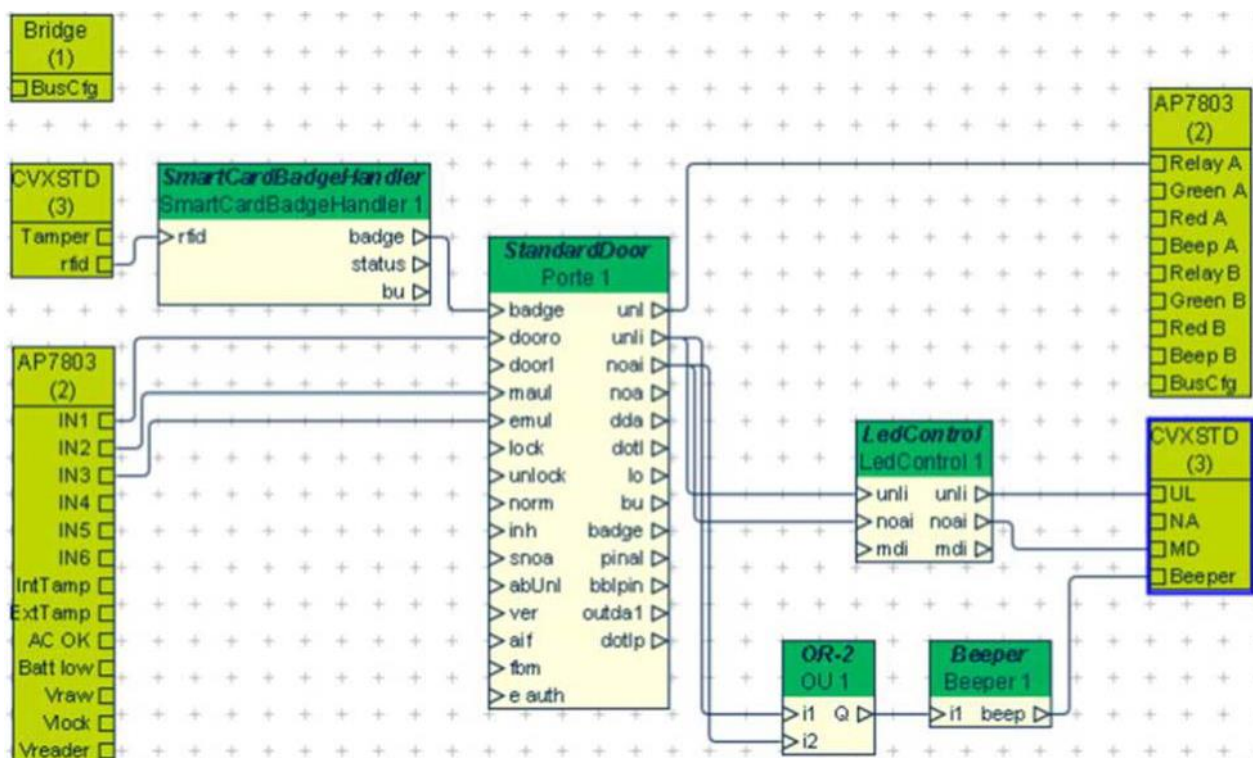 Bridge
(1)
BusCfg
CVXSTD
(3)
Tamper
rfid
SmartCardBadgeHandler
SmartCardBadgeHandler 1
rfid badge
status
bu
AP7803
(2)
IN1
IN2
IN3
IN4
IN5
IN6
IntTamp
ExtTamp
AC OK
Batt low
Vraw
Vlock
Vreader
StandardDoor
Porte 1
badge unl
dooro unli
doorl noai
maul noa
emul dda
lock dotl
unlock lo
norm bu
inh badge
snoa pinal
abUnl bblpin
ver outda1
aif dotlp
fbm
e auth
LedControl
LedControl 1
unli unli
noai noai
mdi mdi
OR-2
OU 1
i1 Q
i2
Beeper
Beeper 1
i1 beep
AP7803
(2)
Relay A
Green A
Red A
Beep A
Relay B
Green B
Red B
Beep B
BusCfg
CVXSTD
(3)
UL
NA
MD
Beeper